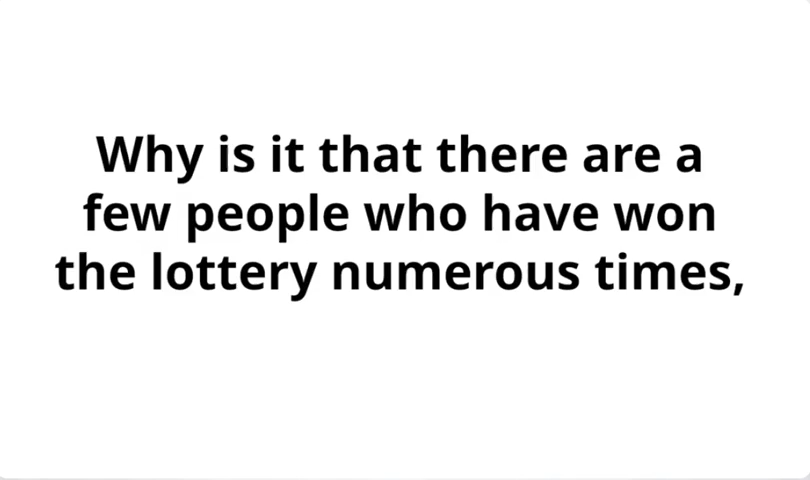 Why is it that there are a
few people who have won
the lottery numerous times,